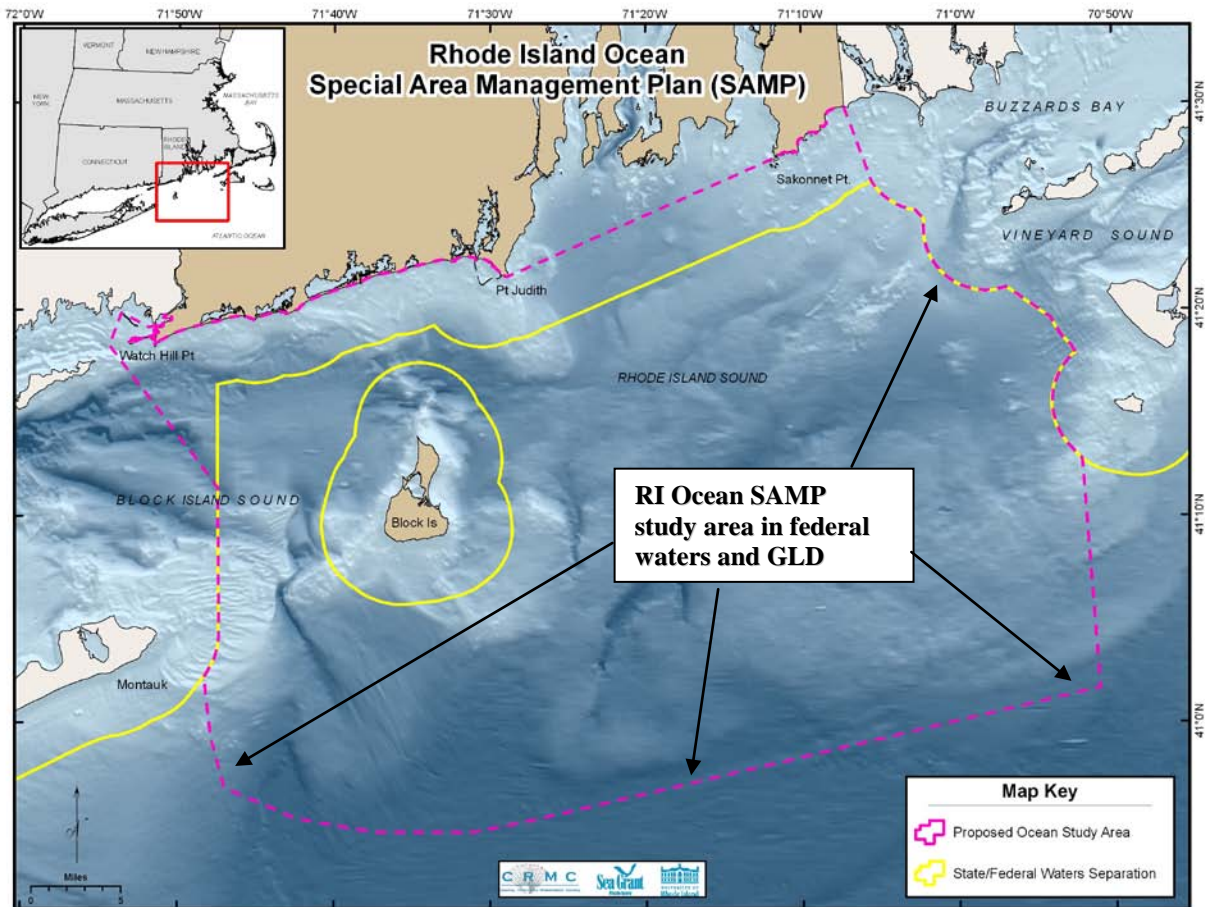 72°0'W
71°50'W
71°40'W
71°30'W
71°20'W
71°10'W
71°0'W
70°50'W
Rhode Island Ocean
Special Area Management Plan (SAMP)
VERMONT
NEW HAMPSHIRE
NEW
YORK
MASSACHUSETTS
MASSACHUSETTS
BAY
CONNECTICUT
RHODE
ISLAND
ATLANTIC OCEAN
BUZZARDS BAY
41°30'N
Sakonnet Pt.
VINEYARD SOUND
Pt Judith
41°20'N
Watch Hill Pt
RHODE ISLAND SOUND
BLOCK ISLAND SOUND
Block Is
RI Ocean SAMP
study area in federal
waters and GLD
41°10'N
Montauk
41°0'N
Map Key
Proposed Ocean Study Area
State/Federal Waters Separation
Miles
0 5
CRMC
Sea Grant
Rhode Island